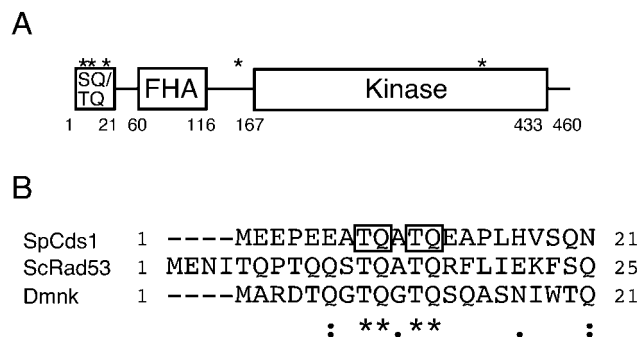 A
** *
*
*
SQ/
TQ
FHA
Kinase
1 21 60 116 167 433 460
B
SpCds1 1 ----MEEPEEATQATQEAPLHVSQN 21
ScRad53 1 MENITQPTQQSTQATQRFLIEKFSQ 25
Dmnk 1 ----MARDTQGTQGTQSQASNIWTQ 21
: **.** . :